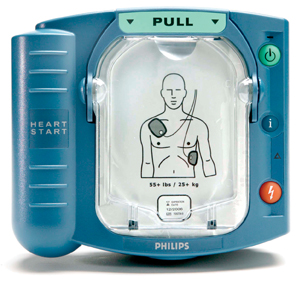 PULL
HEART
START
i
55+ lbs / 25+ kg
PHILIPS